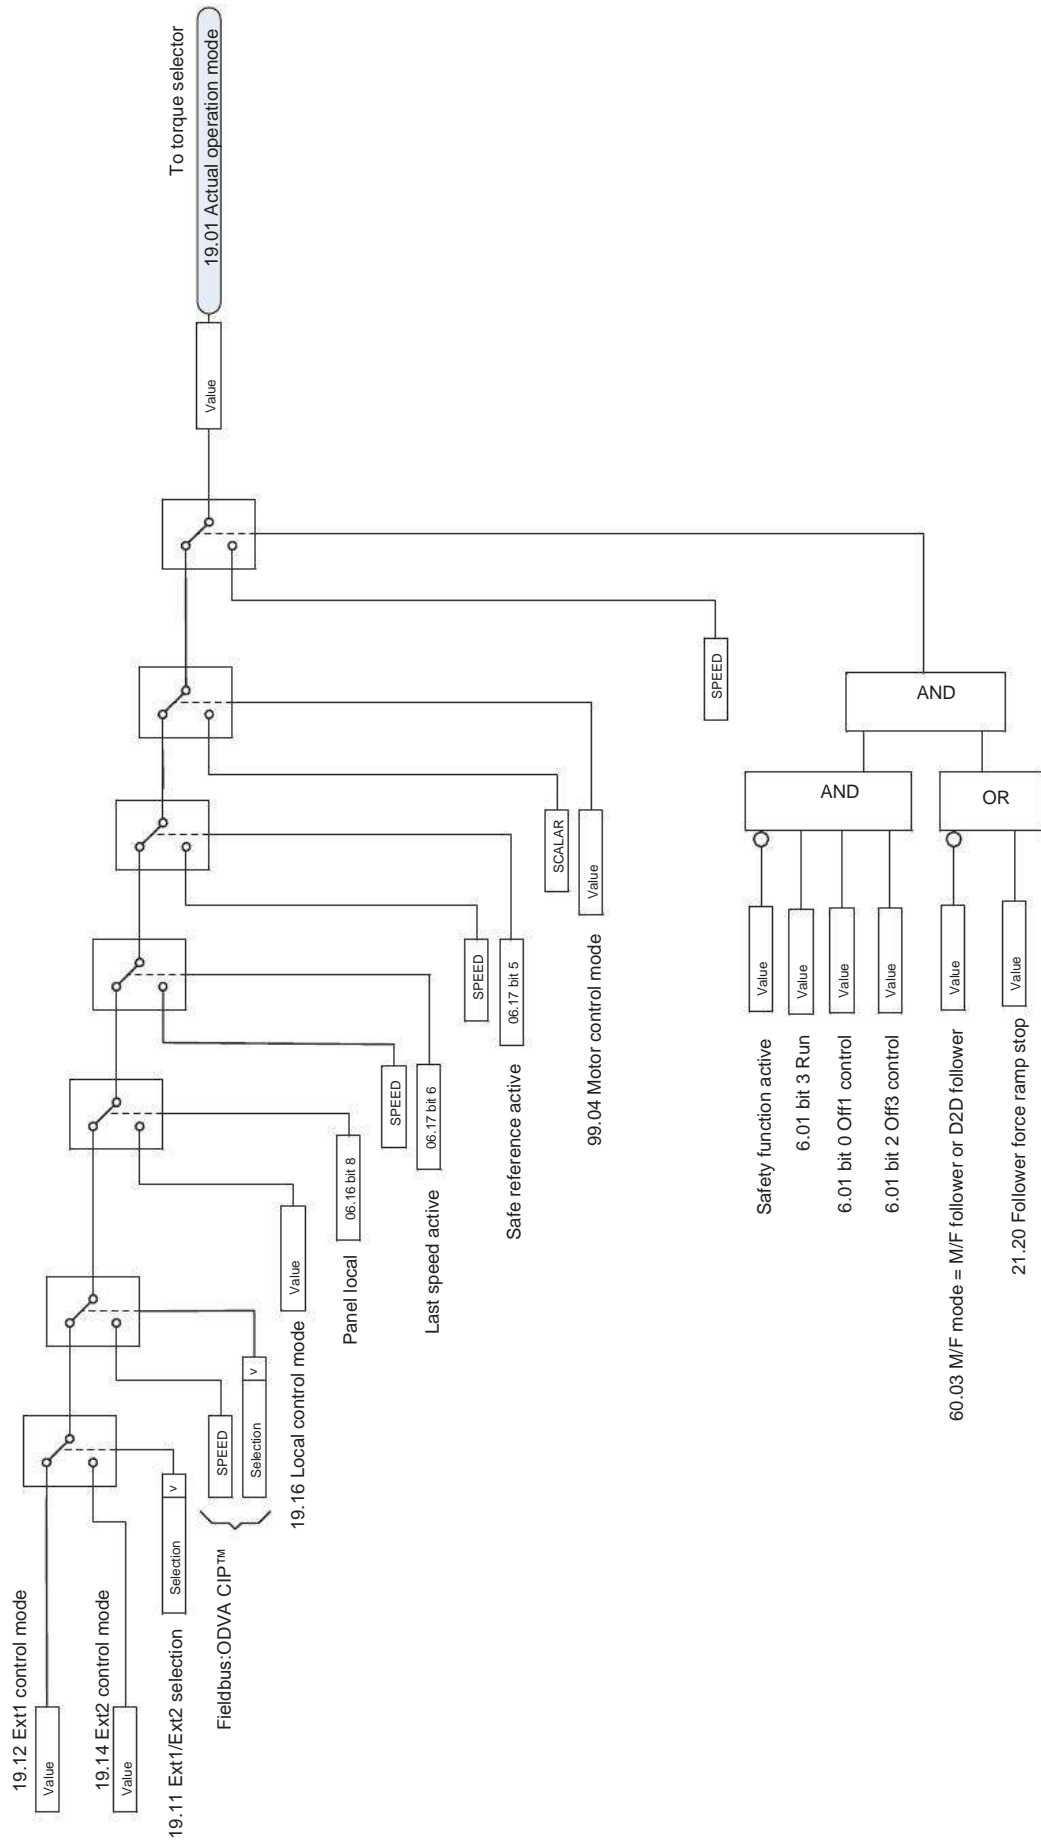 19.12 Ext1 control mode
Value
19.14 Ext2 control mode
Value
19.11 Ext1/Ext2 selection
Selection
v
Fieldbus:ODVA CIP™
SPEED
Selection
v
19.16 Local control mode
Value
Panel local
06.16 bit 8
SPEED
Last speed active
06.17 bit 6
SPEED
Safe reference active
06.17 bit 5
SCALAR
99.04 Motor control mode
Value
SPEED
Safety function active
Value
6.01 bit 3 Run
Value
6.01 bit 0 Off1 control
Value
6.01 bit 2 Off3 control
Value
AND
60.03 M/F mode = M/F follower or D2D follower
Value
21.20 Follower force ramp stop
Value
OR
AND
Value
To torque selector
19.01 Actual operation mode